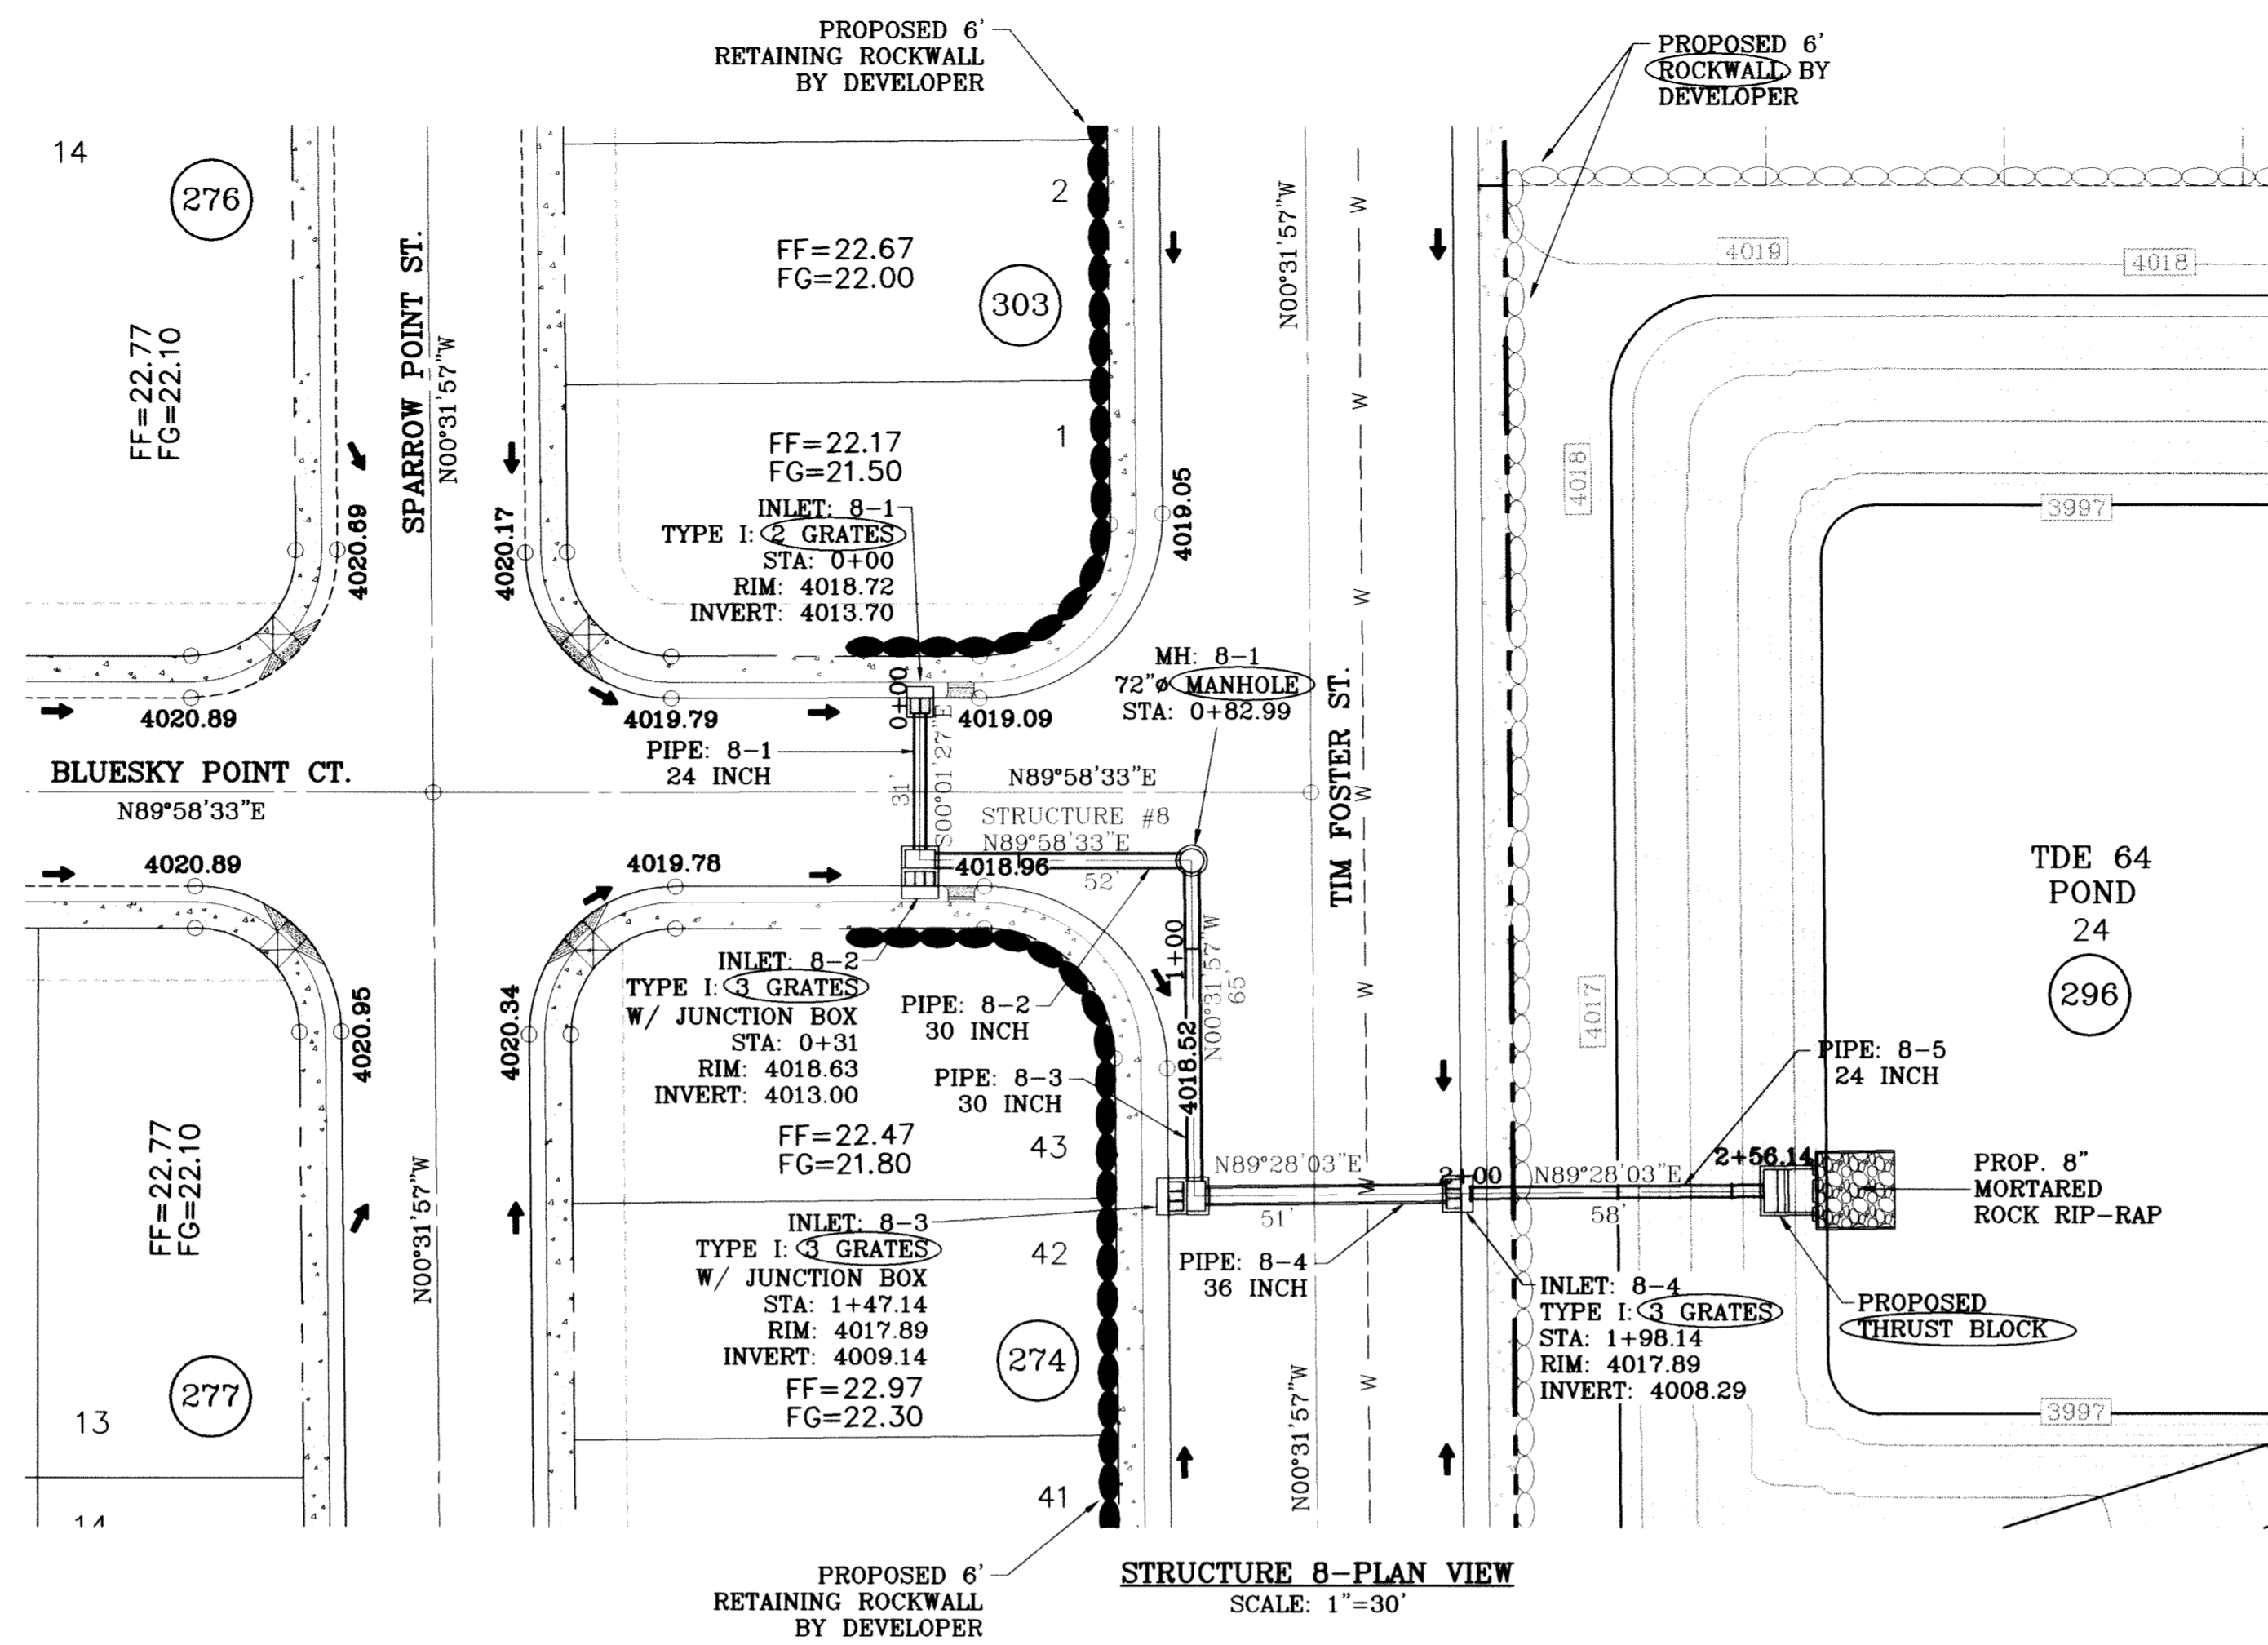 PROPOSED 6'
RETAINING ROCKWALL
BY DEVELOPER
PROPOSED 6'
ROCKWALL BY
DEVELOPER
14
276
SPARROW POINT ST.
N00°31'57"W
FF=22.77
FG=22.10
4020.69
4020.17
2
FF=22.67
FG=22.00
303
1
FF=22.17
FG=21.50
INLET: 8-1
TYPE I: 2 GRATES
STA: 0+00
RIM: 4018.72
INVERT: 4013.70
4019.05
N00°31'57"W
W
W
W
W
4019
4018
4018
3997
MH: 8-1
72"ø MANHOLE
STA: 0+82.99
TIM FOSTER ST.
4020.89
4019.79
0+00
4019.09
PIPE: 8-1
24 INCH
31'
S00°01'27"E
BLUESKY POINT CT.
N89°58'33"E
N89°58'33"E
W
STRUCTURE #8
N89°58'33"E
4020.89
4019.78
4018.96
52'
TDE 64
POND
24
296
INLET: 8-2
TYPE I: 3 GRATES
W/ JUNCTION BOX
STA: 0+31
RIM: 4018.63
INVERT: 4013.00
PIPE: 8-2
30 INCH
1+00
N00°31'57"W
65'
W
4017
4020.95
4020.34
PIPE: 8-3
30 INCH
4018.52
PIPE: 8-5
24 INCH
FF=22.77
FG=22.10
N00°31'57"W
FF=22.47
FG=21.80
43
N89°28'03"E
51'
W
2+00
N89°28'03"E
58'
2+56.14
PROP. 8"
MORTARED
ROCK RIP-RAP
INLET: 8-3
TYPE I: 3 GRATES
W/ JUNCTION BOX
STA: 1+47.14
RIM: 4017.89
INVERT: 4009.14
42
PIPE: 8-4
36 INCH
INLET: 8-4
TYPE I: 3 GRATES
STA: 1+98.14
RIM: 4017.89
INVERT: 4008.29
PROPOSED
THRUST BLOCK
277
274
FF=22.97
FG=22.30
N00°31'57"W
W
3997
13
41
14
PROPOSED 6'
RETAINING ROCKWALL
BY DEVELOPER
STRUCTURE 8-PLAN VIEW
SCALE: 1"=30'